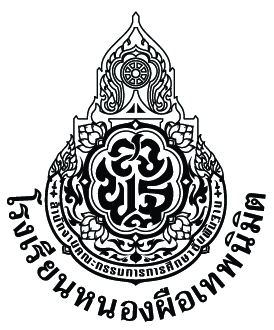 สำนักงานคณะกรรมการการศึกษาขั้นพื้นฐาน
โรงเรียนหนองผือเทพนิมิต